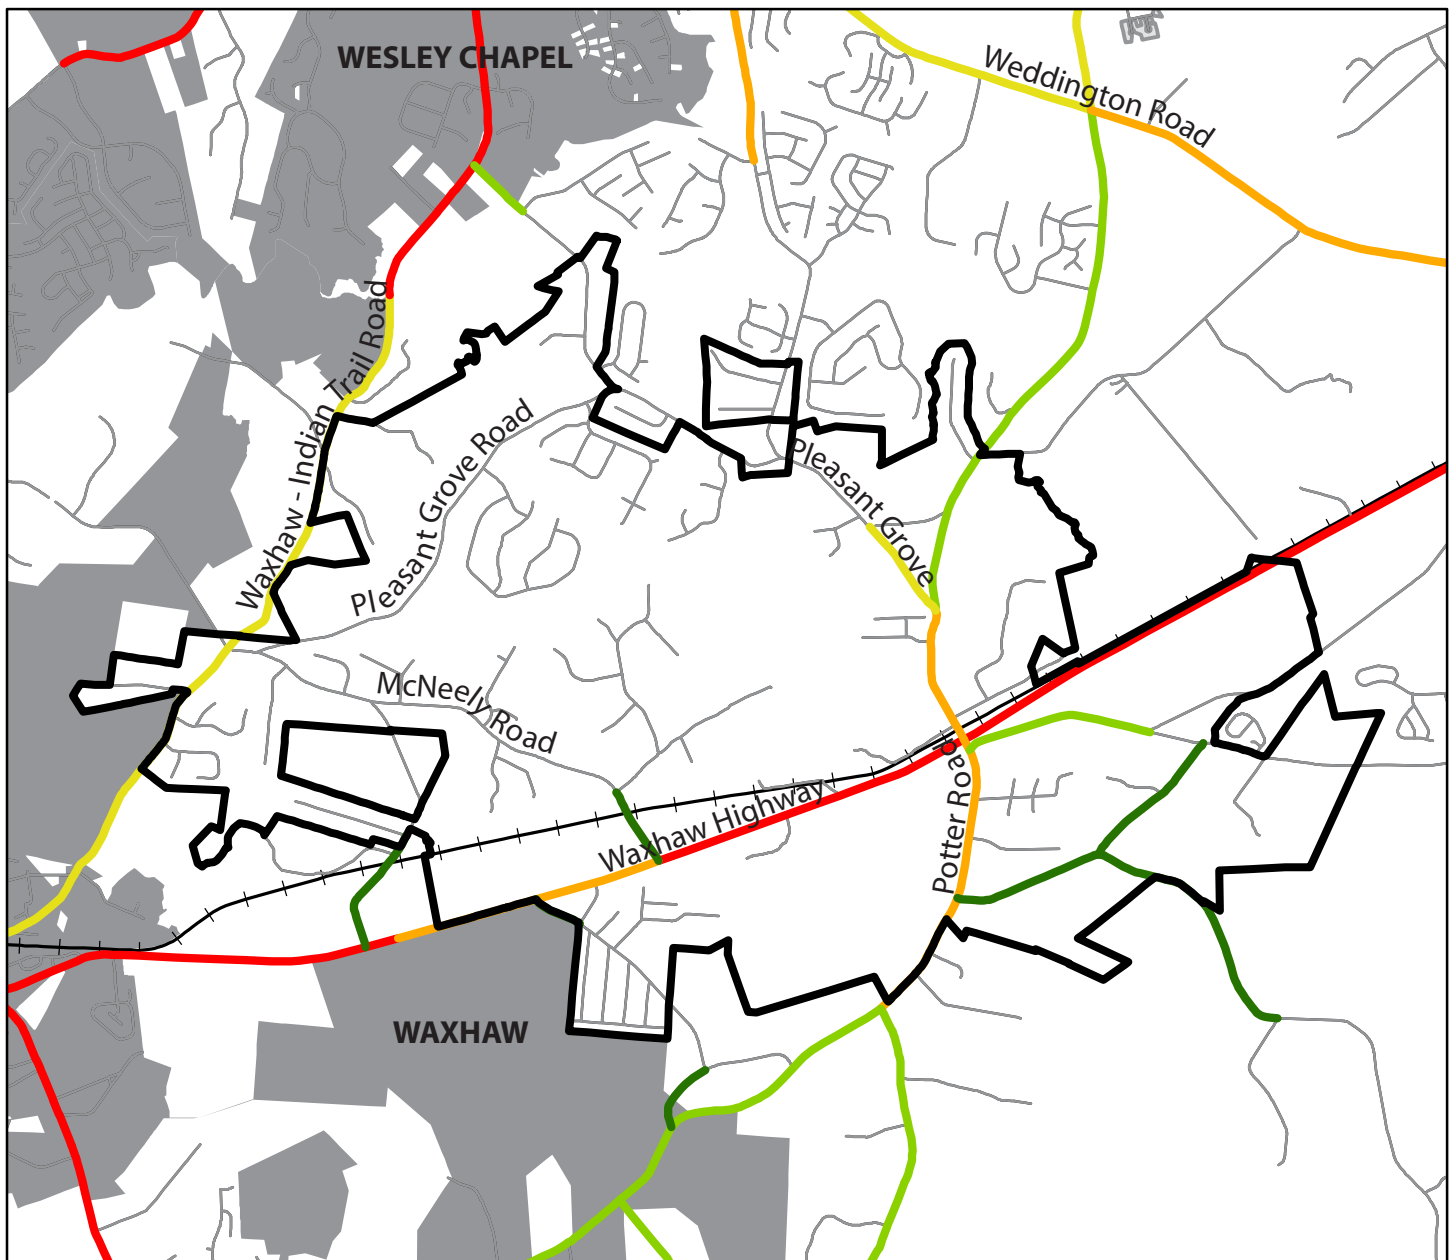 WESLEY CHAPEL
Weddington Road
Waxhaw - Indian Trail Road
Pleasant Grove Road
Pleasant Grove
McNeely Road
Waxhaw Highway
Potter Road
WAXHAW